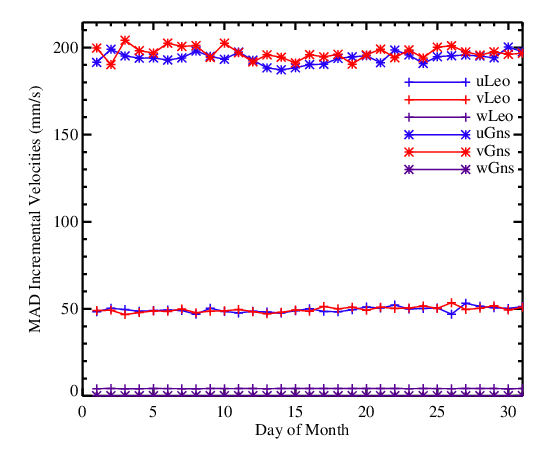 200
150
100
50
0
MAD Incremental Velocities (mm/s)
uLeo
vLeo
wLeo
uGns
vGns
wGns
0 5 10 15 20 25 30
Day of Month